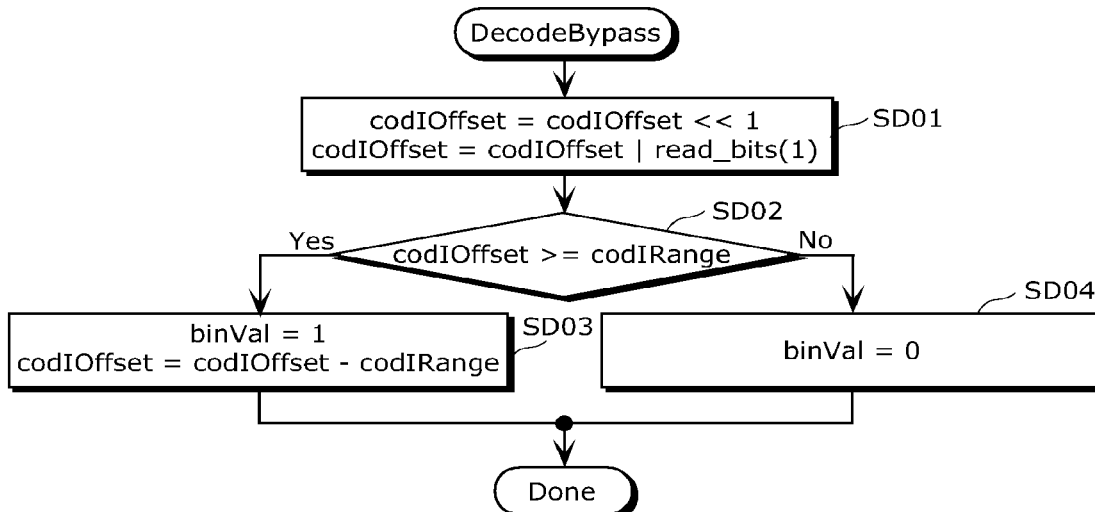 DecodeBypass
codIOffset = codIOffset << 1
codIOffset = codIOffset | read_bits(1)
SD01
SD02
Yes
codIOffset >= codIRange
No
SD03
binVal = 1
codIOffset = codIOffset - codIRange
SD04
binVal = 0
Done